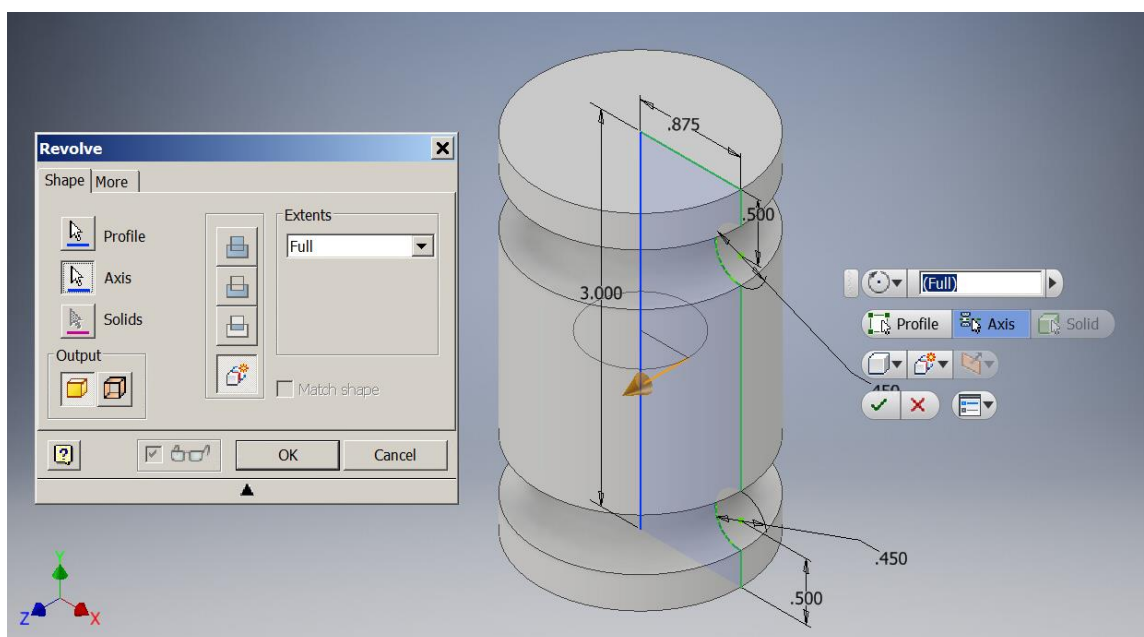 Revolve
Shape
More
Profile
Axis
Solids
Output
Extents
Full
Match shape
OK
Cancel
.875
.500
3.000
.450
.450
.500
(Full)
Profile
Axis
Solid
Y
Z
X